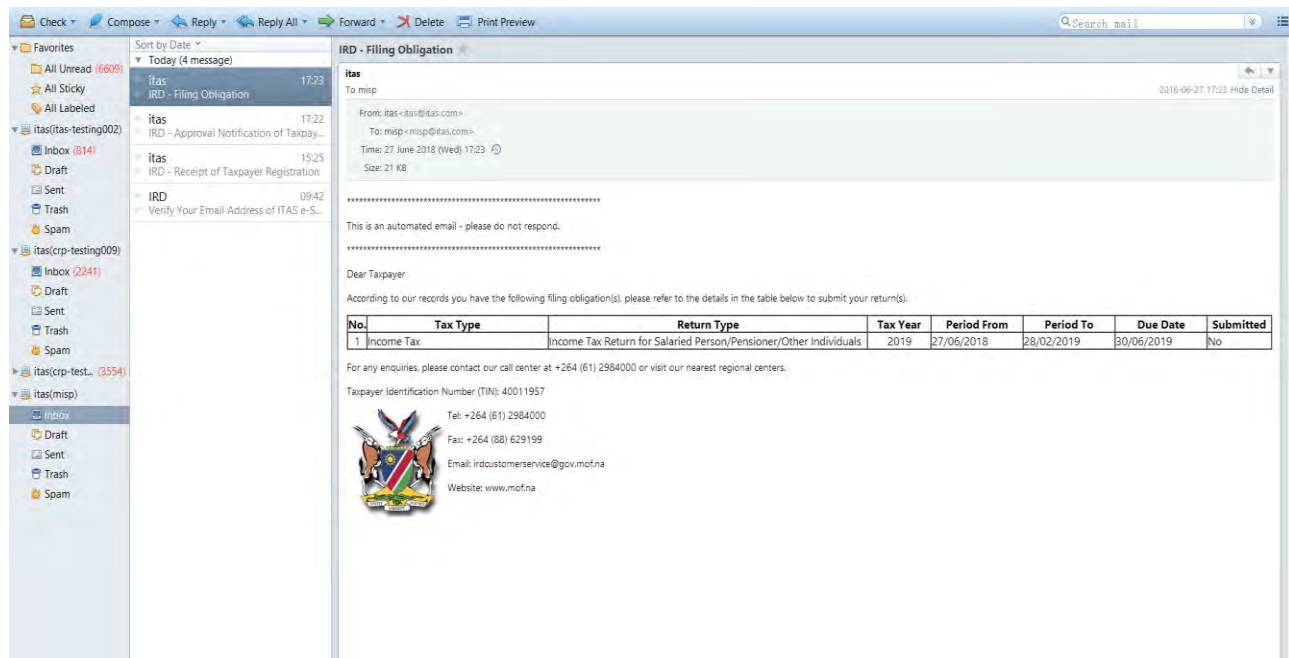 Check Compose Reply Reply All Forward Delete Print Preview Search mail
Favorites
All Unread (6609)
All Sticky
All Labeled
itas(itas-testing002)
Inbox (814)
Draft
Sent
Trash
Spam
itas(crp-testing009)
Inbox (2241)
Draft
Sent
Trash
Spam
itas(crp-test... (3554)
itas(misp)
Inbox
Draft
Sent
Trash
Spam
Sort by Date
Today (4 message)
itas 17:23
IRD - Filing Obligation
itas 17:22
IRD - Approval Notification of Taxpay...
itas 15:25
IRD - Receipt of Taxpayer Registration
IRD 09:42
Verify Your Email Address of ITAS e-S...
IRD - Filing Obligation
itas
To misp 2018-06-27 17:23 Hide Detail
From: itas<itas@itas.com>
To: misp<misp@itas.com>
Time: 27 June 2018 (Wed) 17:23
Size: 21 KB
****************************************************************
This is an automated email - please do not respond.
****************************************************************
Dear Taxpayer
According to our records you have the following filing obligation(s), please refer to the details in the table below to submit your return(s).
No. Tax Type Return Type Tax Year Period From Period To Due Date Submitted
1 Income Tax Income Tax Return for Salaried Person/Pensioner/Other Individuals 2019 27/06/2018 28/02/2019 30/06/2019 No
For any enquiries, please contact our call center at +264 (61) 2984000 or visit our nearest regional centers.
Taxpayer Identification Number (TIN): 40011957
Tel: +264 (61) 2984000
Fax: +264 (88) 629199
Email: irdcustomerservice@gov.mof.na
Website: www.mof.na